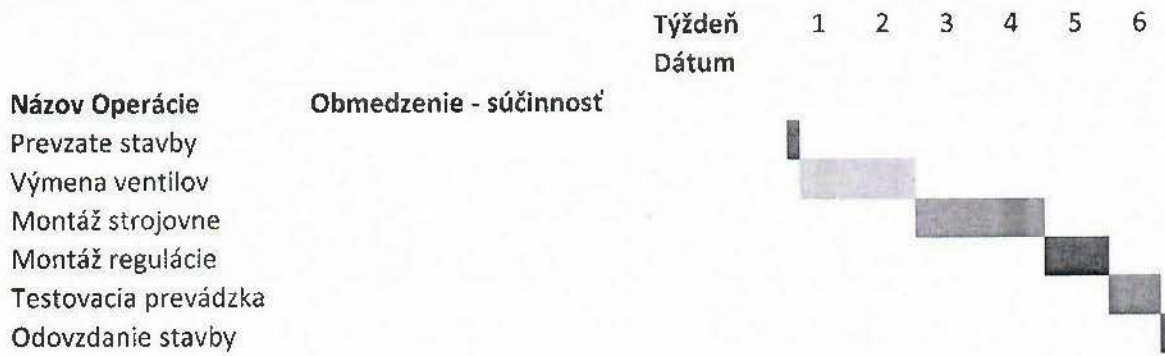 Týždeň 1 2 3 4 5 6
Dátum
Názov Operácie Obmedzenie - súčinnosť
Prevzate stavby
Výmena ventilov
Montáž strojovne
Montáž regulácie
Testovacia prevádzka
Odovzdanie stavby